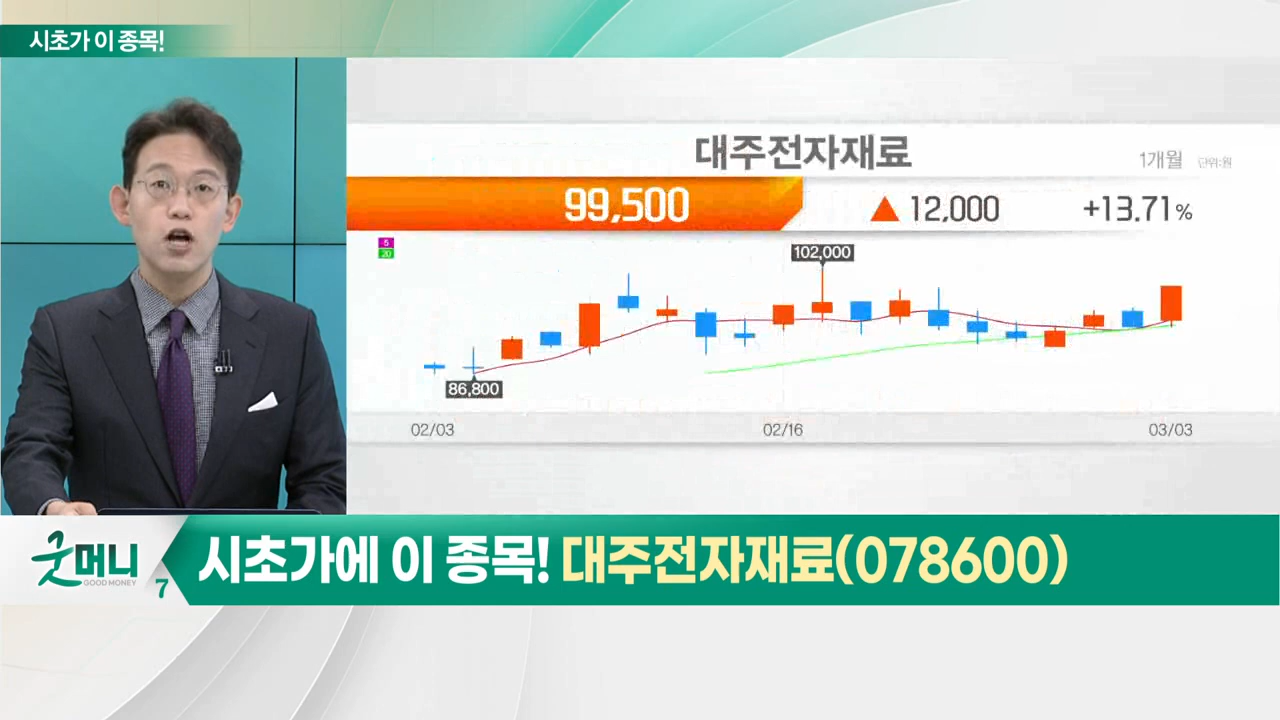 시초가 이 종목!
대주전자재료
1개월 단위:원
99,500 ▲ 12,000 +13.71%
5
20
102,000
86,800
02/03 02/16 03/03
굿머니
GOOD MONEY
7
시초가에 이 종목! 대주전자재료(078600)